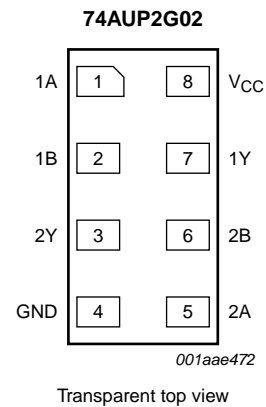 74AUP2G02
1A 1 8 VCC
1B 2 7 1Y
2Y 3 6 2B
GND 4 5 2A
001aae472
Transparent top view